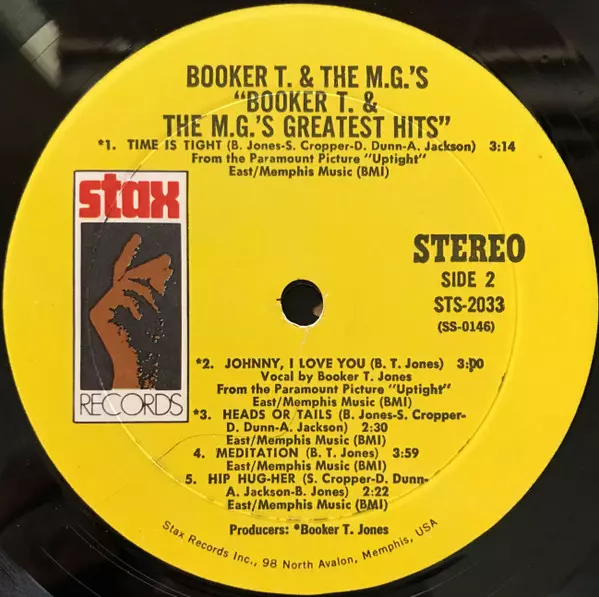 BOOKER T. & THE M.G.'S
"BOOKER T. &
THE M.G.'S GREATEST HITS"
*1. TIME IS TIGHT (B. Jones-S. Cropper-D. Dunn-A. Jackson) 3:14
From the Paramount Picture "Uptight"
East/Memphis Music (BMI)
stax
RECORDS
STEREO
SIDE 2
STS-2033
(SS-0146)
*2. JOHNNY, I LOVE YOU (B. T. Jones) 3:00
Vocal by Booker T. Jones
From the Paramount Picture "Uptight"
East/Memphis Music (BMI)
*3. HEADS OR TAILS (B. Jones-S. Cropper-
D. Dunn-A. Jackson) 2:30
East/Memphis Music (BMI)
4. MEDITATION (B. T. Jones) 3:59
East/Memphis Music (BMI)
5. HIP HUG-HER (S. Cropper-D. Dunn-
A. Jackson-B. Jones) 2:22
East/Memphis Music (BMI)
Producers: *Booker T. Jones
Stax Records Inc., 98 North Avalon, Memphis, USA